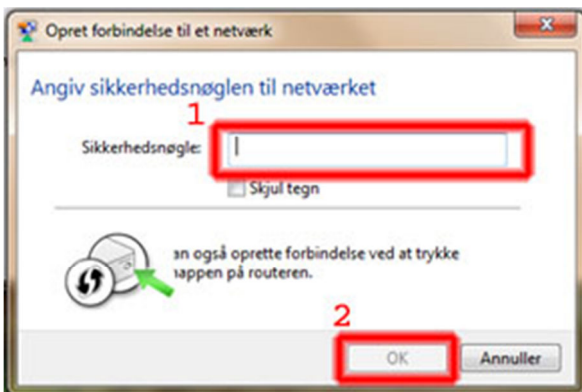 Opret forbindelse til et netværk
Angiv sikkerhedsnøglen til netværket
1
Sikkerhedsnøgle:
Skjul tegn
an også oprette forbindelse ved at trykke
nappen på routeren.
2
OK
Annuller